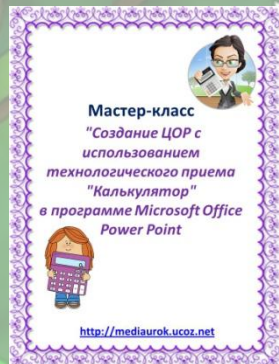 Мастер-класс
"Создание ЦОР с
использованием
технологического приема
"Калькулятор"
в программе Microsoft Office
Power Point
http://mediaurok.ucoz.net